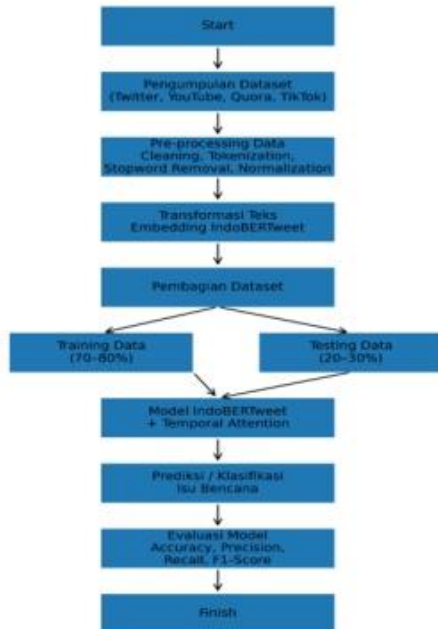 Start
Pengumpulan Dataset
(Twitter, YouTube, Quora, TikTok)
Pre-processing Data
Cleaning, Tokenization,
Stopword Removal, Normalization
Transformasi Teks
Embedding IndoBERTweet
Pembagian Dataset
Training Data
(70–80%)
Testing Data
(20–30%)
Model IndoBERTweet
+ Temporal Attention
Prediksi / Klasifikasi
Isu Bencana
Evaluasi Model
Accuracy, Precision,
Recall, F1-Score
Finish